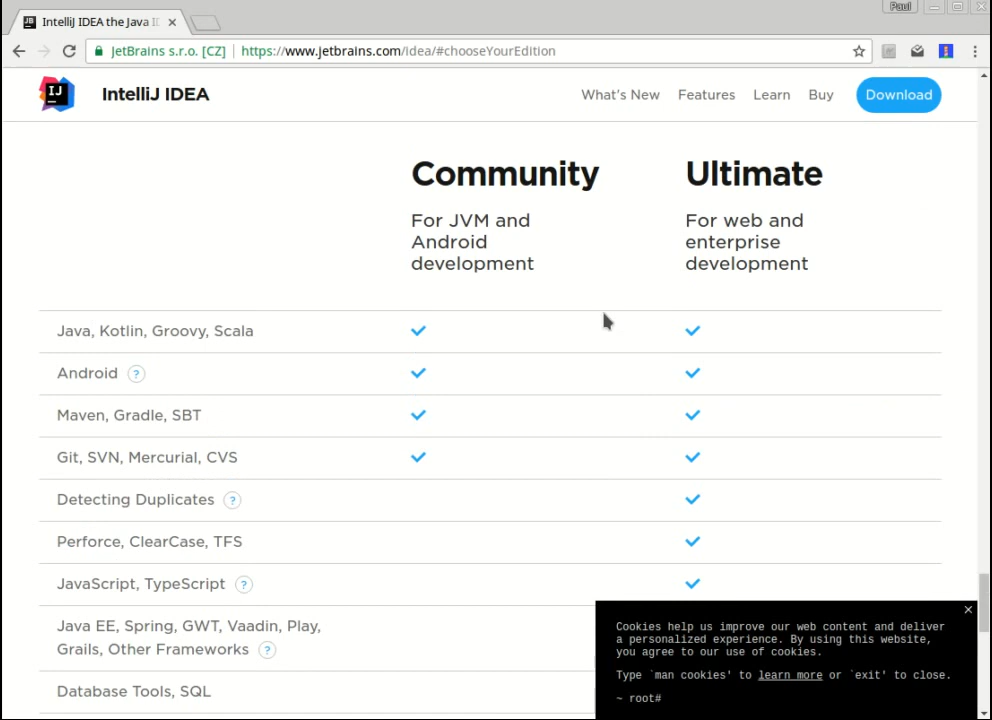 Paul
JB IntelliJ IDEA the Java ID
JetBrains s.r.o. [CZ] https://www.jetbrains.com/idea/#chooseYourEdition
IJ IntelliJ IDEA What's New Features Learn Buy Download
Community Ultimate
For JVM and
Android
development
For web and
enterprise
development
Java, Kotlin, Groovy, Scala
Android ?
Maven, Gradle, SBT
Git, SVN, Mercurial, CVS
Detecting Duplicates ?
Perforce, ClearCase, TFS
JavaScript, TypeScript ?
Java EE, Spring, GWT, Vaadin, Play,
Grails, Other Frameworks ?
Database Tools, SQL
Cookies help us improve our web content and deliver
a personalized experience. By using this website,
you agree to our use of cookies.
Type `man cookies' to learn more or `exit' to close.
~ root#